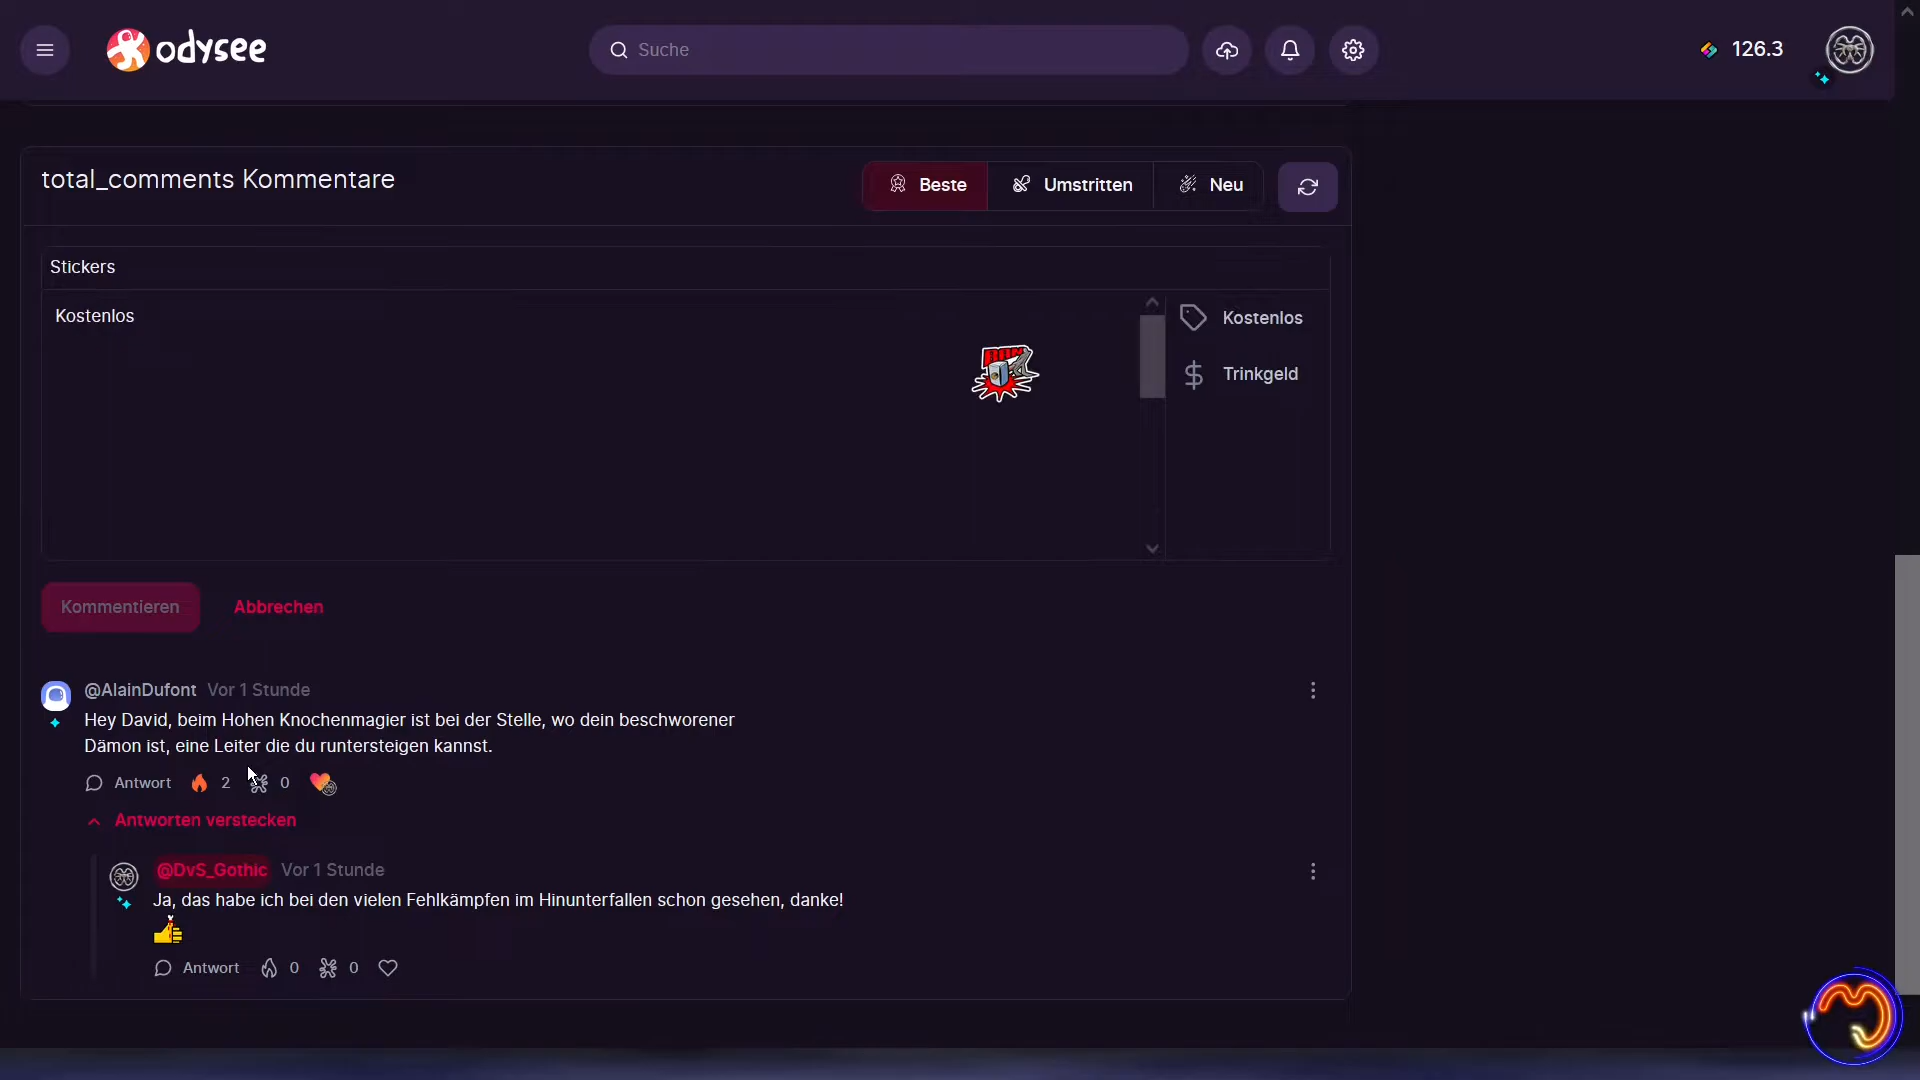 odysee
Suche
126.3
total_comments Kommentare
Beste
Umstritten
Neu
Stickers
Kostenlos
Kostenlos
Trinkgeld
Kommentieren
Abbrechen
@AlainDufont Vor 1 Stunde
Hey David, beim Hohen Knochenmagier ist bei der Stelle, wo dein beschworener
Dämon ist, eine Leiter die du runtersteigen kannst.
Antwort 2 0
Antworten verstecken
@DvS_Gothic Vor 1 Stunde
Ja, das habe ich bei den vielen Fehlkämpfen im Hinunterfallen schon gesehen, danke!
Antwort 0 0